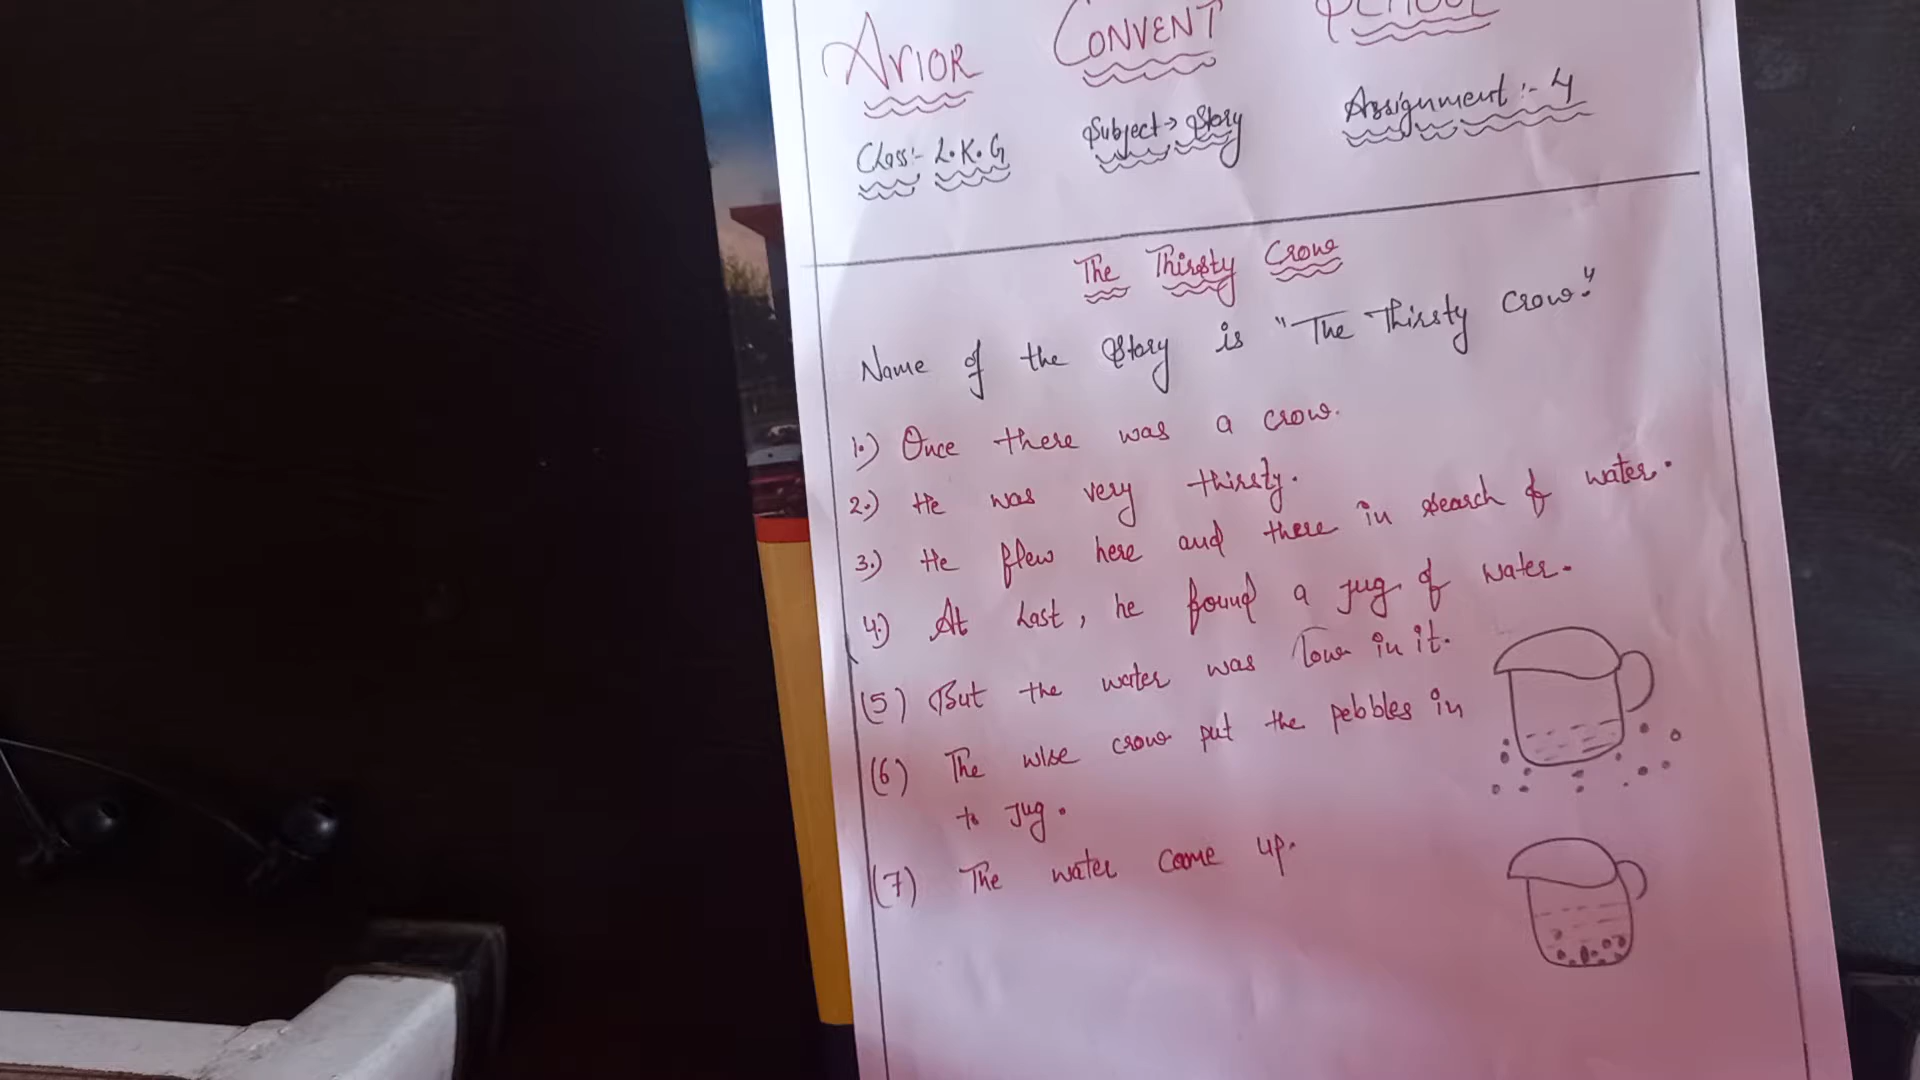 AVIOR CONVENT SCHOOL
Class:- L.K.G Subject→ Story Assignment:- 4
The Thirsty Crow
Name of the Story is "The Thirsty Crow."
1.) Once there was a crow.
2.) He was very thirsty.
3.) He flew here and there in search of water.
4.) At last, he found a jug of water.
(5) But the water was low in it.
(6) The wise crow put the pebbles in
to jug.
(7) The water came up.